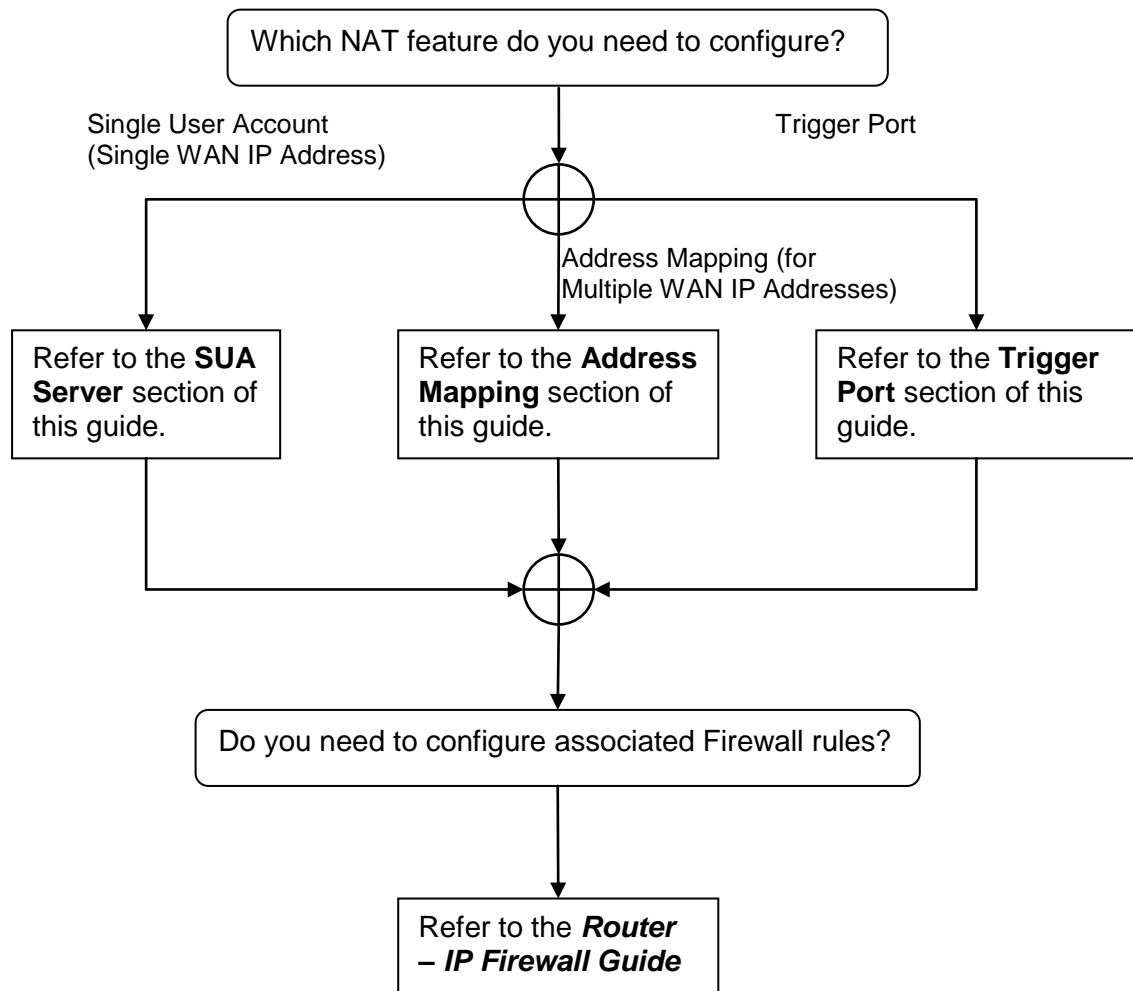 Which NAT feature do you need to configure?
Single User Account
(Single WAN IP Address)
Trigger Port
Address Mapping (for
Multiple WAN IP Addresses)
Refer to the SUA
Server section of
this guide.
Refer to the Address
Mapping section of
this guide.
Refer to the Trigger
Port section of this
guide.
Do you need to configure associated Firewall rules?
Refer to the Router
– IP Firewall Guide